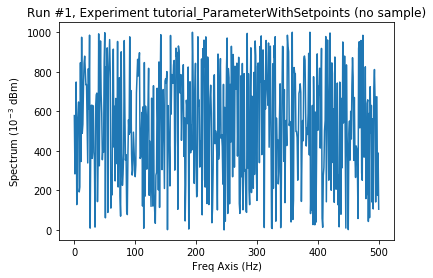 Run #1, Experiment tutorial_ParameterWithSetpoints (no sample)
1000
800
600
400
200
0
Spectrum (10⁻³ dBm)
0 100 200 300 400 500
Freq Axis (Hz)